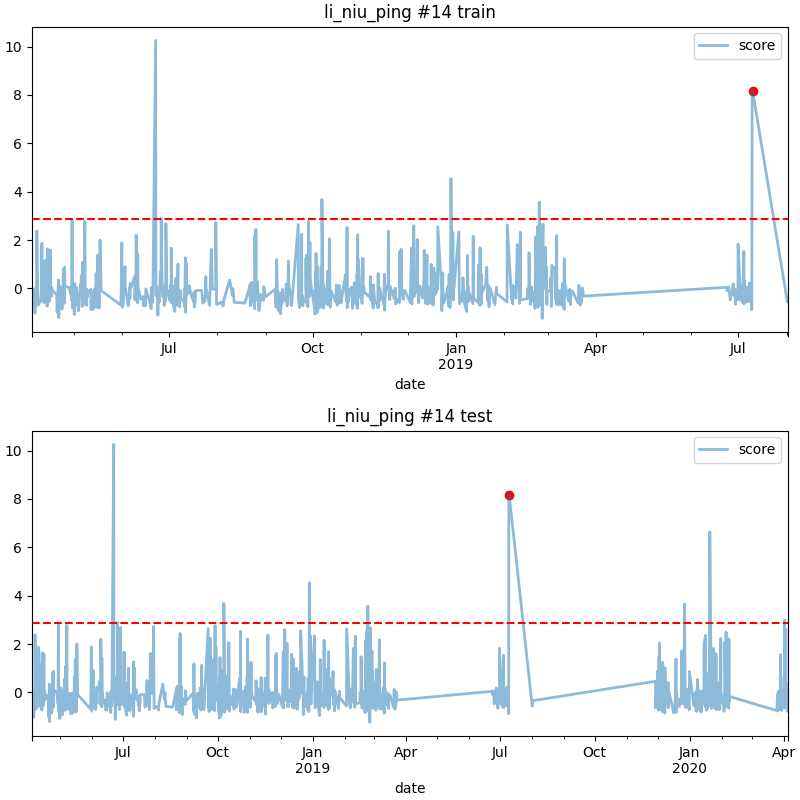 li_niu_ping #14 train
score
10
8
6
4
2
0
Jul
Oct
Jan
2019
Apr
Jul
date
li_niu_ping #14 test
score
10
8
6
4
2
0
Jul
Oct
Jan
2019
Apr
Jul
Oct
Jan
2020
Apr
date